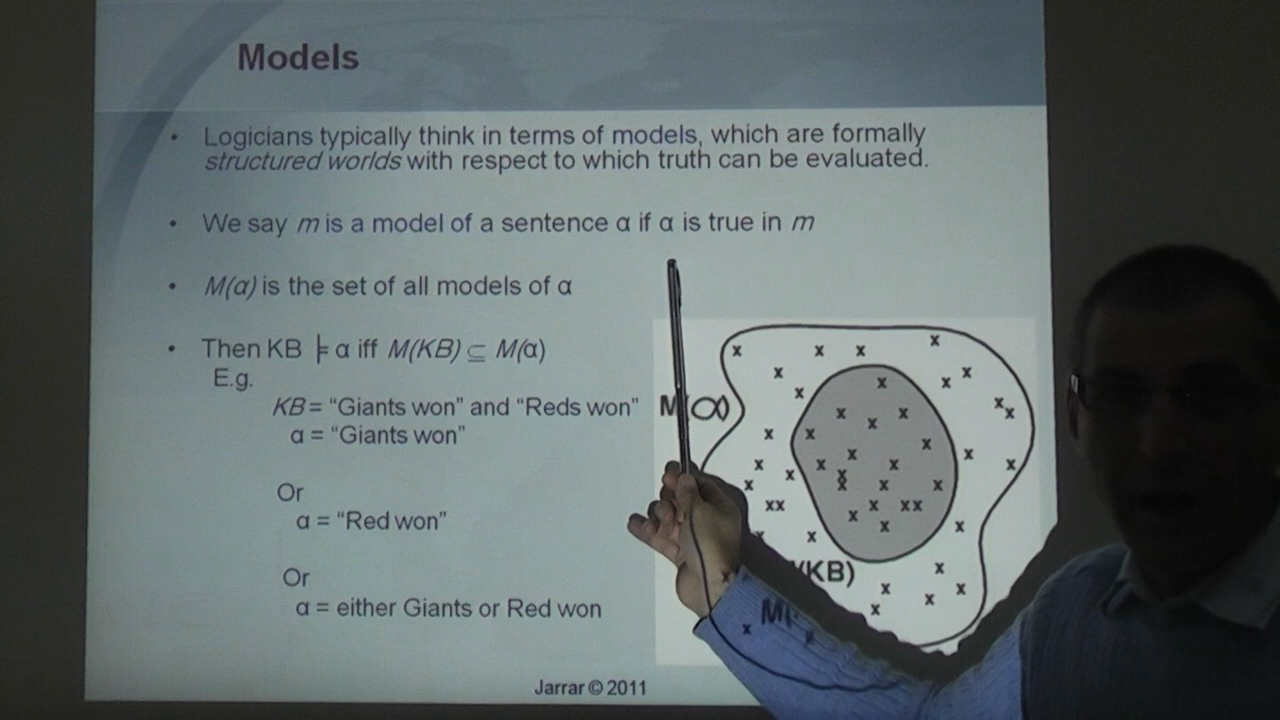 Models
• Logicians typically think in terms of models, which are formally
structured worlds with respect to which truth can be evaluated.
• We say m is a model of a sentence α if α is true in m
• M(α) is the set of all models of α
• Then KB ⊨ α iff M(KB) ⊆ M(α)
E.g.
KB = “Giants won” and “Reds won”
α = “Giants won”
Or
α = “Red won”
Or
α = either Giants or Red won
Jarrar © 2011
M(α)
(KB)